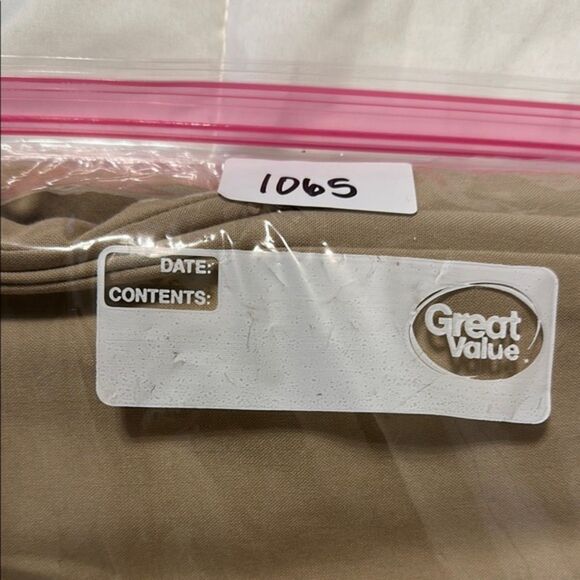 1065
DATE:
CONTENTS:
Great
Value